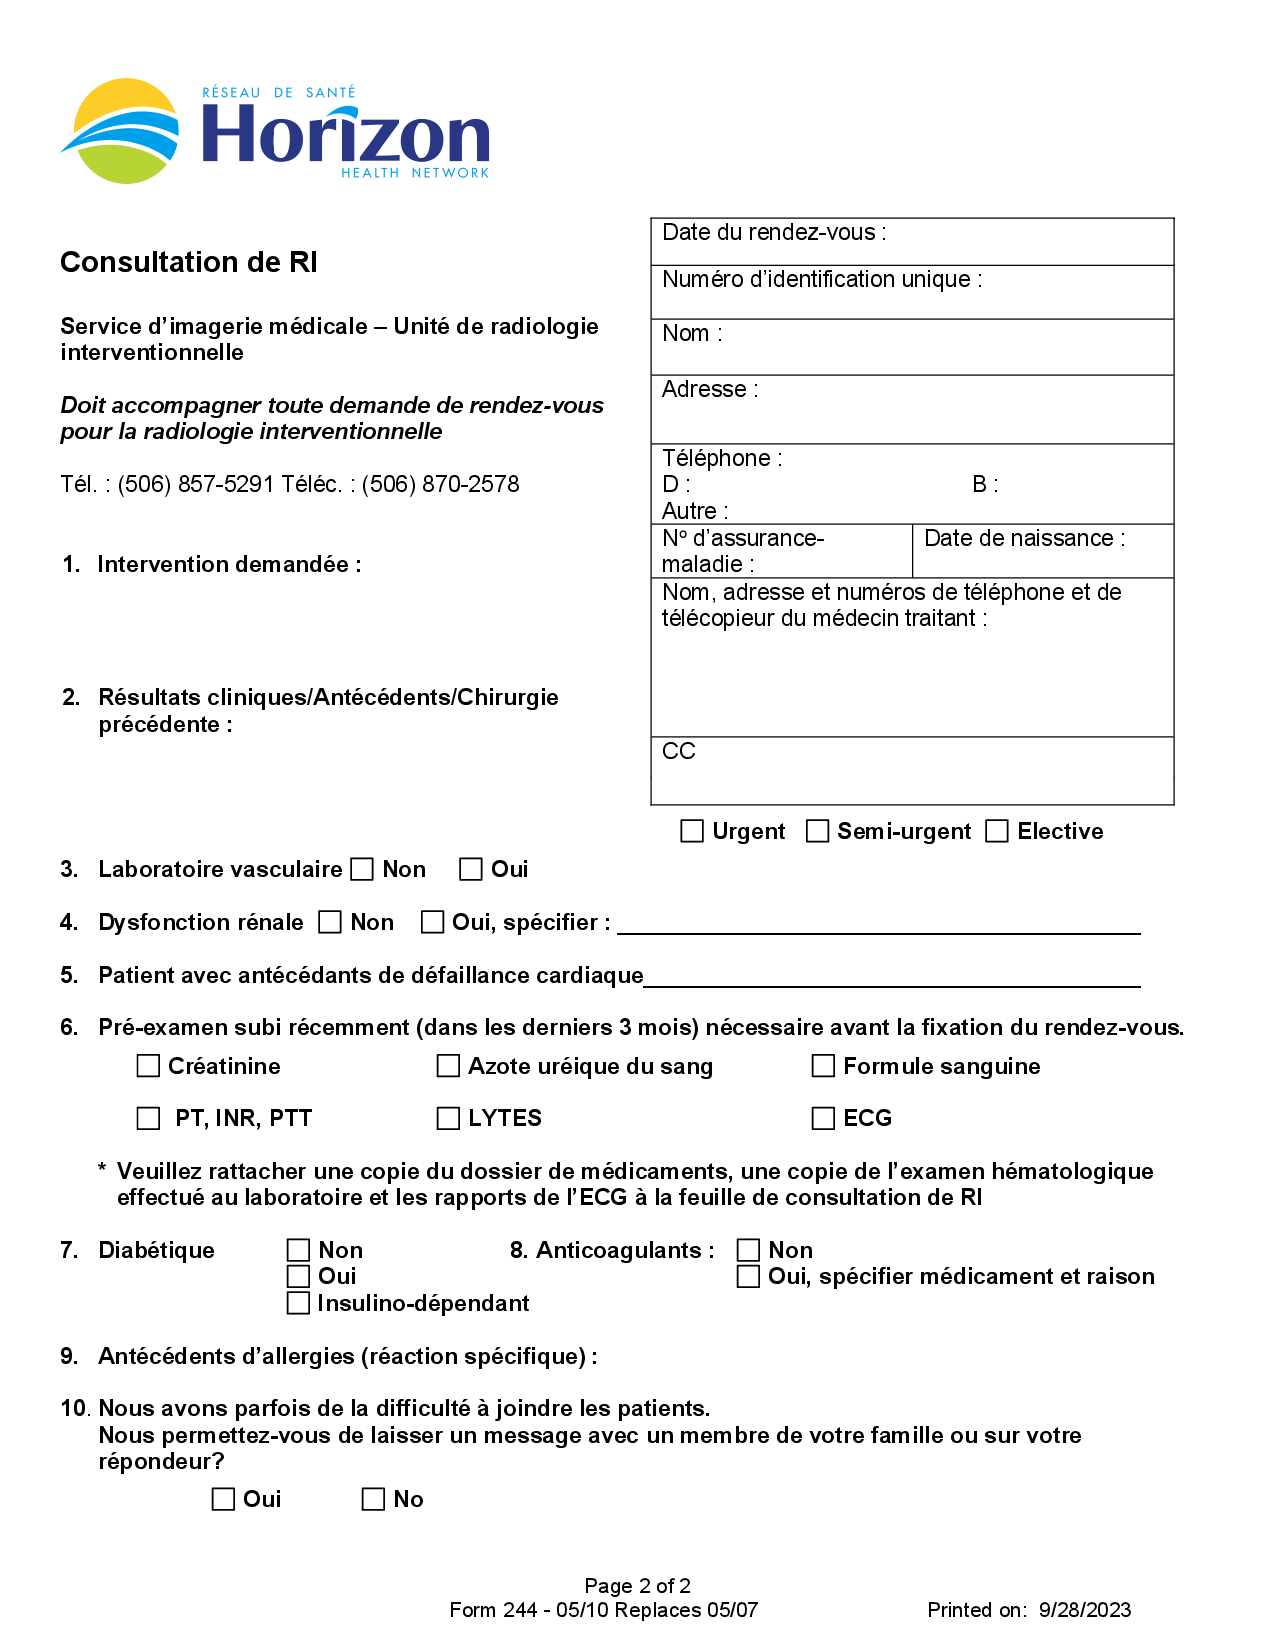 RÉSEAU DE SANTÉ
Horizon
HEALTH NETWORK
Consultation de RI
Service d’imagerie médicale – Unité de radiologie
interventionnelle
Doit accompagner toute demande de rendez-vous
pour la radiologie interventionnelle
Tél. : (506) 857-5291 Téléc. : (506) 870-2578
1. Intervention demandée :
2. Résultats cliniques/Antécédents/Chirurgie
précédente :
Date du rendez-vous :
Numéro d’identification unique :
Nom :
Adresse :
Téléphone :
D : B :
Autre :
Nº d’assurance-
maladie :
Date de naissance :
Nom, adresse et numéros de téléphone et de
télécopieur du médecin traitant :
CC
Urgent Semi-urgent Elective
3. Laboratoire vasculaire Non Oui
4. Dysfonction rénale Non Oui, spécifier :
5. Patient avec antécédants de défaillance cardiaque
6. Pré-examen subi récemment (dans les derniers 3 mois) nécessaire avant la fixation du rendez-vous.
Créatinine Azote uréique du sang Formule sanguine
PT, INR, PTT LYTES ECG
* Veuillez rattacher une copie du dossier de médicaments, une copie de l’examen hématologique
effectué au laboratoire et les rapports de l’ECG à la feuille de consultation de RI
7. Diabétique Non 8. Anticoagulants : Non
Oui Oui, spécifier médicament et raison
Insulino-dépendant
9. Antécédents d’allergies (réaction spécifique) :
10. Nous avons parfois de la difficulté à joindre les patients.
Nous permettez-vous de laisser un message avec un membre de votre famille ou sur votre
répondeur?
Oui No
Page 2 of 2
Form 244 - 05/10 Replaces 05/07 Printed on: 9/28/2023